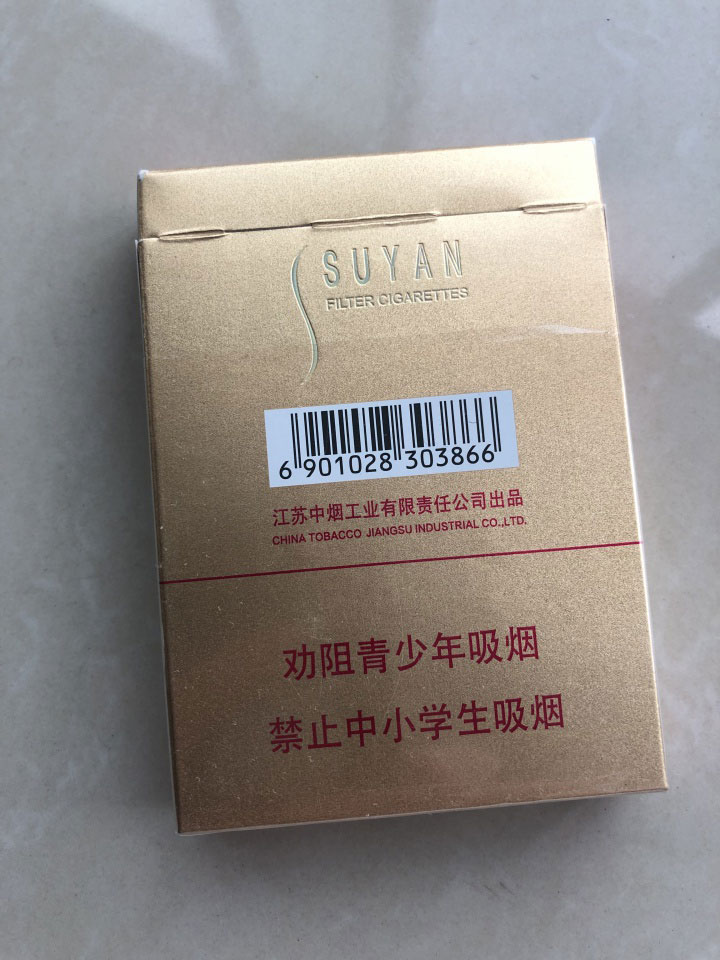 SUYAN
FILTER CIGARETTES
6 901028 303866
江苏中烟工业有限责任公司出品
CHINA TOBACCO JIANGSU INDUSTRIAL CO.,LTD.
劝阻青少年吸烟
禁止中小学生吸烟